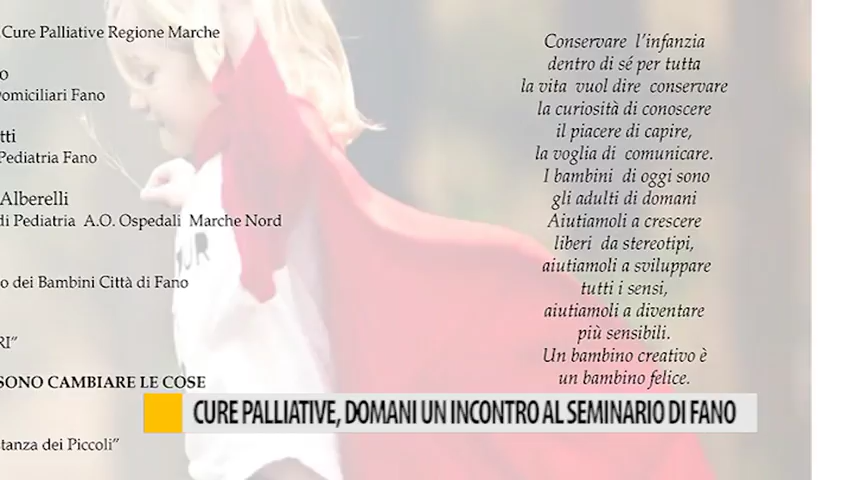 Cure Palliative Regione Marche
o
omiciliari Fano
tti
Pediatria Fano
Alberelli
di Pediatria A.O. Ospedali Marche Nord
o dei Bambini Città di Fano
RI"
SONO CAMBIARE LE COSE
tanza dei Piccoli"
Conservare l'infanzia
dentro di sé per tutta
la vita vuol dire conservare
la curiosità di conoscere
il piacere di capire,
la voglia di comunicare.
I bambini di oggi sono
gli adulti di domani
Aiutiamoli a crescere
liberi da stereotipi,
aiutiamoli a sviluppare
tutti i sensi,
aiutiamoli a diventare
più sensibili.
Un bambino creativo è
un bambino felice.
CURE PALLIATIVE, DOMANI UN INCONTRO AL SEMINARIO DI FANO